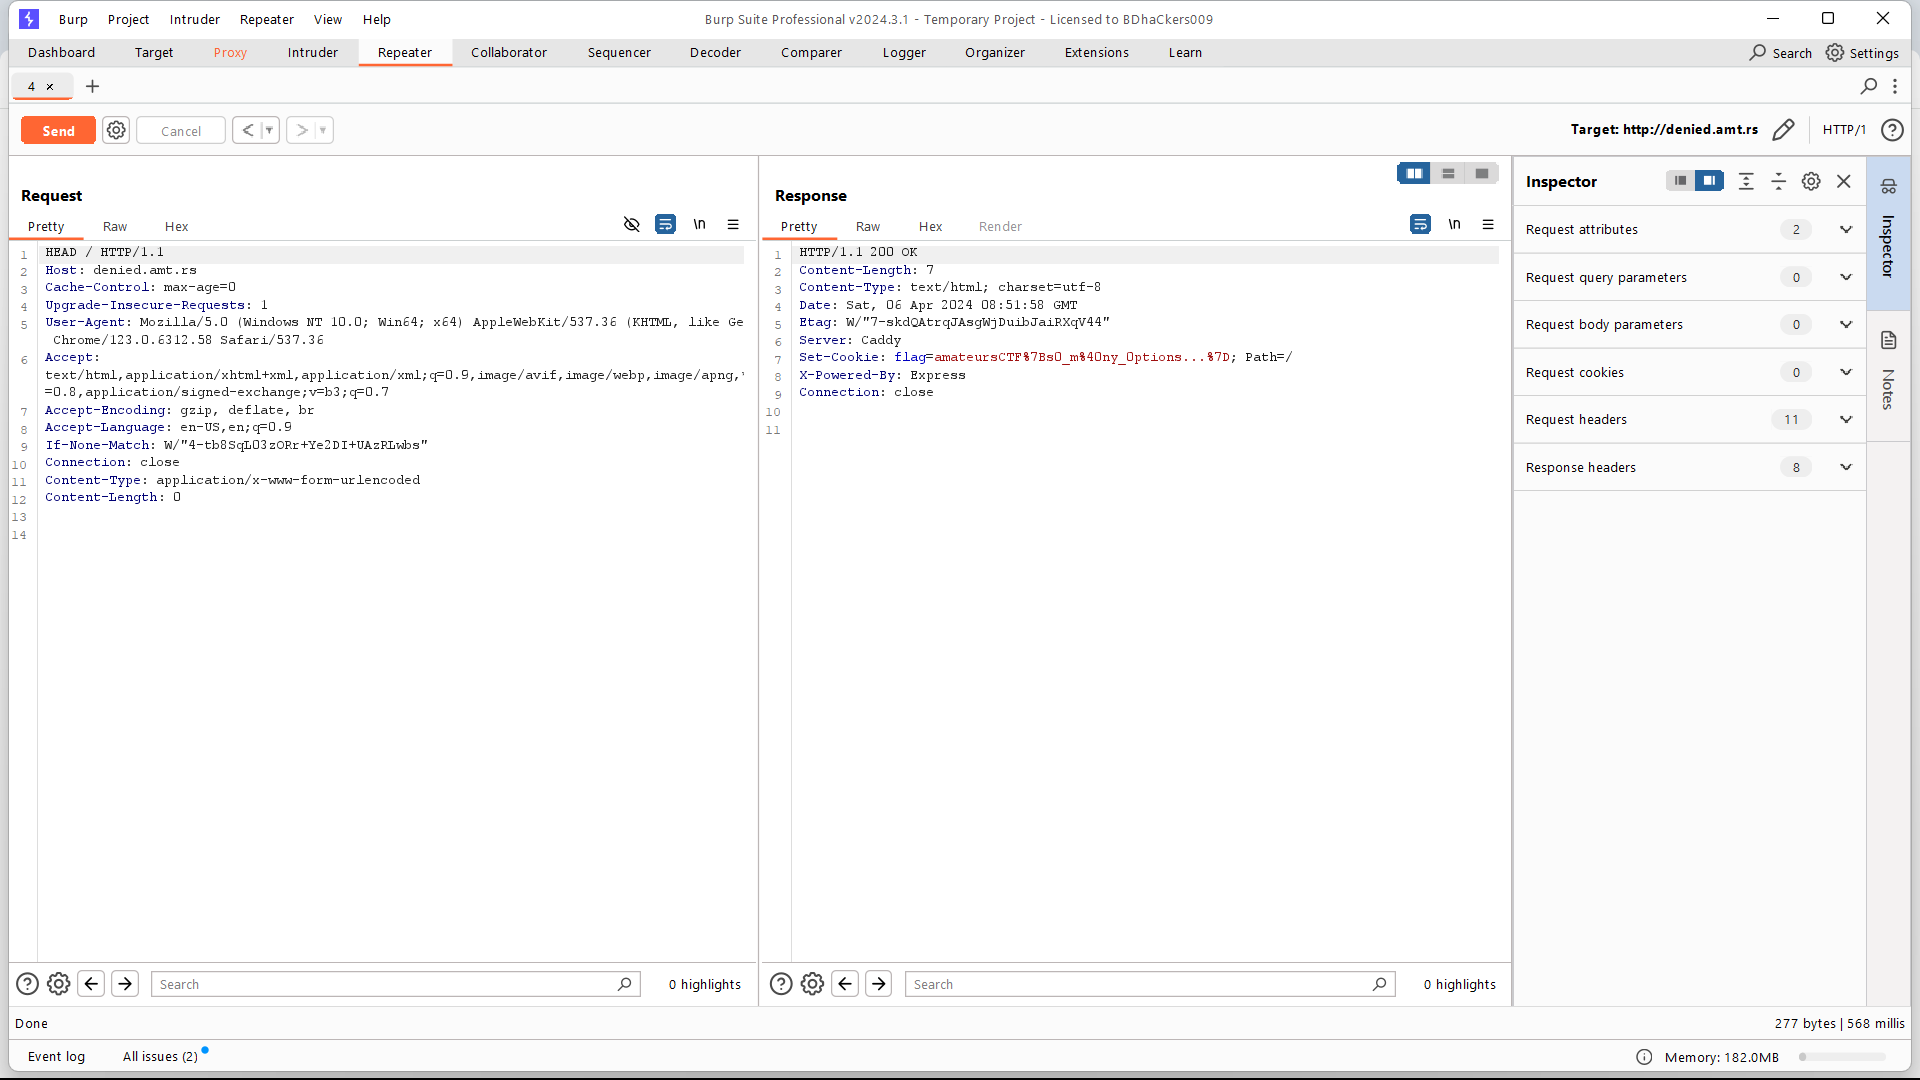 Burp Project Intruder Repeater View Help
Burp Suite Professional v2024.3.1 - Temporary Project - Licensed to BDhaCkers009
Dashboard Target Proxy Intruder Repeater Collaborator Sequencer Decoder Comparer Logger Organizer Extensions Learn
Search Settings
4 × +
Send Cancel < >
Target: http://denied.amt.rs HTTP/1 ?
Request
Pretty Raw Hex \n
1 HEAD / HTTP/1.1
2 Host: denied.amt.rs
3 Cache-Control: max-age=0
4 Upgrade-Insecure-Requests: 1
5 User-Agent: Mozilla/5.0 (Windows NT 10.0; Win64; x64) AppleWebKit/537.36 (KHTML, like Ge
Chrome/123.0.6312.58 Safari/537.36
6 Accept:
text/html,application/xhtml+xml,application/xml;q=0.9,image/avif,image/webp,image/apng,
=0.8,application/signed-exchange;v=b3;q=0.7
7 Accept-Encoding: gzip, deflate, br
8 Accept-Language: en-US,en;q=0.9
9 If-None-Match: W/"4-tb8SqLO3zORr+Ye2DI+UAzRLwbs"
10 Connection: close
11 Content-Type: application/x-www-form-urlencoded
12 Content-Length: 0
13
14
Response
Pretty Raw Hex Render \n
1 HTTP/1.1 200 OK
2 Content-Length: 7
3 Content-Type: text/html; charset=utf-8
4 Date: Sat, 06 Apr 2024 08:51:58 GMT
5 Etag: W/"7-skdQAtrqJAsgWjDuibJaiRXqV44"
6 Server: Caddy
7 Set-Cookie: flag=amateursCTF%7Bs0_m%40ny_0ptions...%7D; Path=/
8 X-Powered-By: Express
9 Connection: close
10
11
Inspector
Request attributes 2
Request query parameters 0
Request body parameters 0
Request cookies 0
Request headers 11
Response headers 8
Inspector
Notes
? Search 0 highlights
? Search 0 highlights
Done
277 bytes | 568 millis
Event log All issues (2)
Memory: 182.0MB